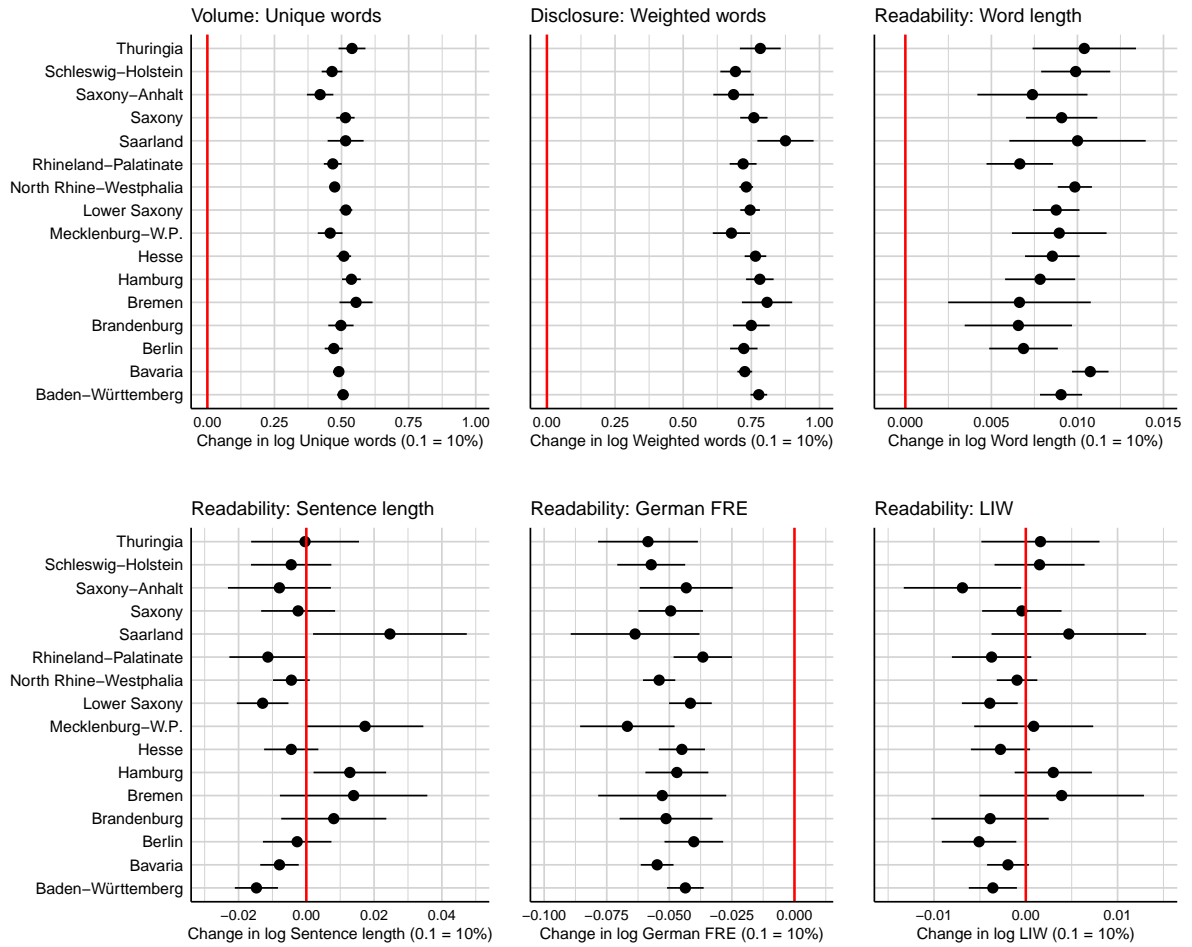 Volume: Unique words
Disclosure: Weighted words
Readability: Word length
Thuringia
Schleswig−Holstein
Saxony−Anhalt
Saxony
Saarland
Rhineland−Palatinate
North Rhine−Westphalia
Lower Saxony
Mecklenburg−W.P.
Hesse
Hamburg
Bremen
Brandenburg
Berlin
Bavaria
Baden−Württemberg
0.00 0.25 0.50 0.75 1.00
0.00 0.25 0.50 0.75 1.00
0.000 0.005 0.010 0.015
Change in log Unique words (0.1 = 10%)
Change in log Weighted words (0.1 = 10%)
Change in log Word length (0.1 = 10%)
Readability: Sentence length
Readability: German FRE
Readability: LIW
Thuringia
Schleswig−Holstein
Saxony−Anhalt
Saxony
Saarland
Rhineland−Palatinate
North Rhine−Westphalia
Lower Saxony
Mecklenburg−W.P.
Hesse
Hamburg
Bremen
Brandenburg
Berlin
Bavaria
Baden−Württemberg
−0.02 0.00 0.02 0.04
−0.100 −0.075 −0.050 −0.025 0.000
−0.01 0.00 0.01
Change in log Sentence length (0.1 = 10%)
Change in log German FRE (0.1 = 10%)
Change in log LIW (0.1 = 10%)